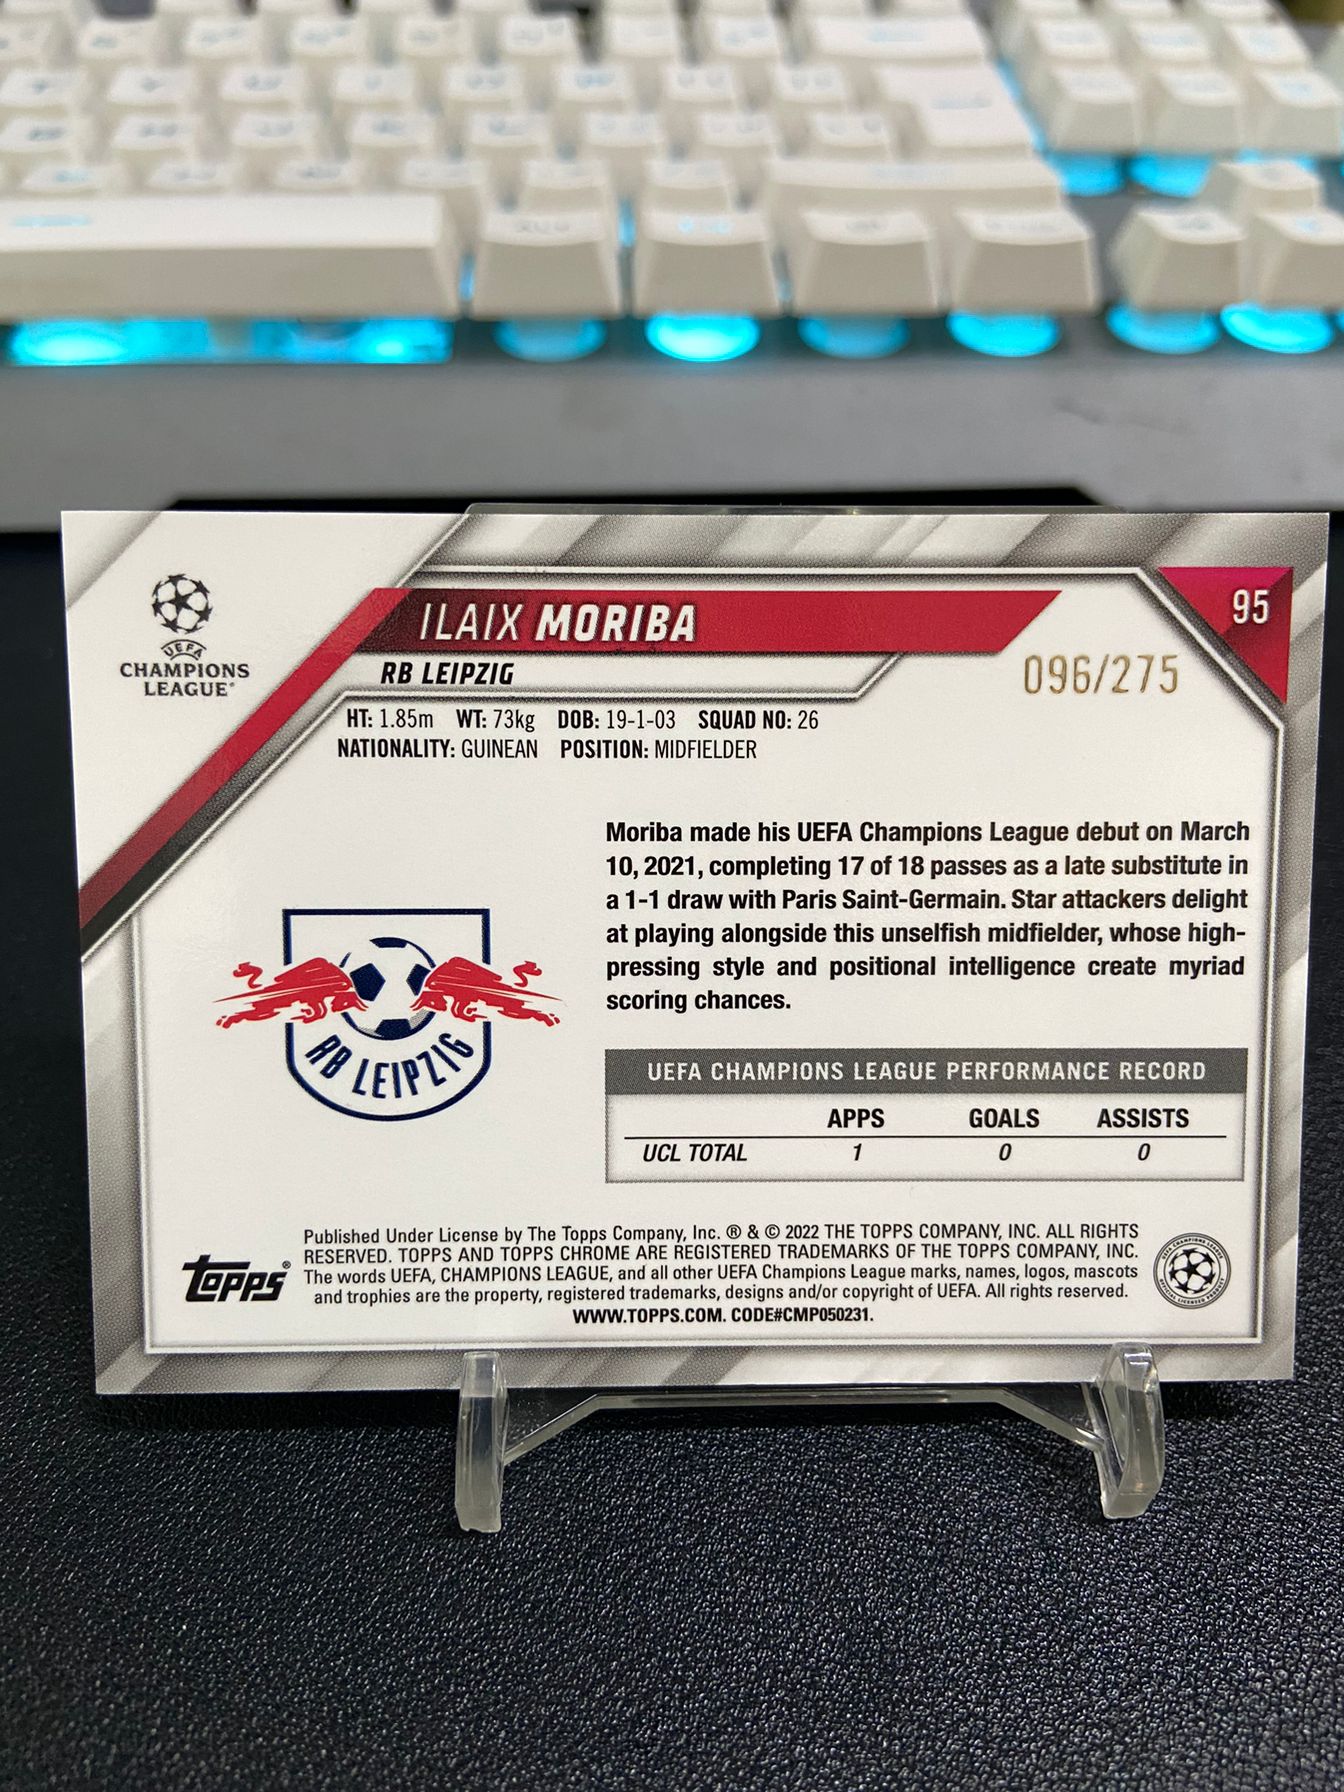 UEFA
CHAMPIONS
LEAGUE
ILAIX MORIBA
95
RB LEIPZIG
096/275
HT: 1.85m WT: 73kg DOB: 19-1-03 SQUAD NO: 26
NATIONALITY: GUINEAN POSITION: MIDFIELDER
Moriba made his UEFA Champions League debut on March
10, 2021, completing 17 of 18 passes as a late substitute in
a 1-1 draw with Paris Saint-Germain. Star attackers delight
at playing alongside this unselfish midfielder, whose high-
pressing style and positional intelligence create myriad
scoring chances.
RB LEIPZIG
UEFA CHAMPIONS LEAGUE PERFORMANCE RECORD
APPS GOALS ASSISTS
UCL TOTAL 1 0 0
topps®
Published Under License by The Topps Company, Inc. ® & © 2022 THE TOPPS COMPANY, INC. ALL RIGHTS
RESERVED. TOPPS AND TOPPS CHROME ARE REGISTERED TRADEMARKS OF THE TOPPS COMPANY, INC.
The words UEFA, CHAMPIONS LEAGUE, and all other UEFA Champions League marks, names, logos, mascots
and trophies are the property, registered trademarks, designs and/or copyright of UEFA. All rights reserved.
WWW.TOPPS.COM. CODE#CMP050231.